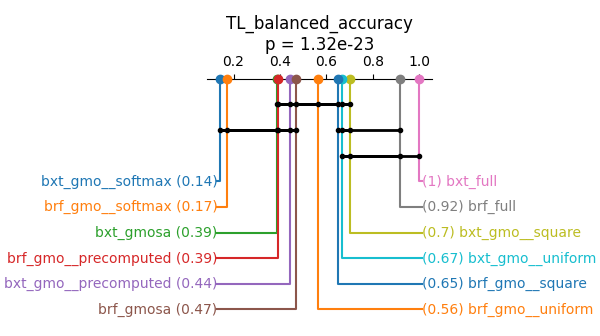 TL_balanced_accuracy
p = 1.32e-23
0.2 0.4 0.6 0.8 1.0
bxt_gmo__softmax (0.14) (1) bxt_full
brf_gmo__softmax (0.17) (0.92) brf_full
bxt_gmosa (0.39) (0.7) bxt_gmo__square
brf_gmo__precomputed (0.39) (0.67) bxt_gmo__uniform
bxt_gmo__precomputed (0.44) (0.65) brf_gmo__square
brf_gmosa (0.47) (0.56) brf_gmo__uniform